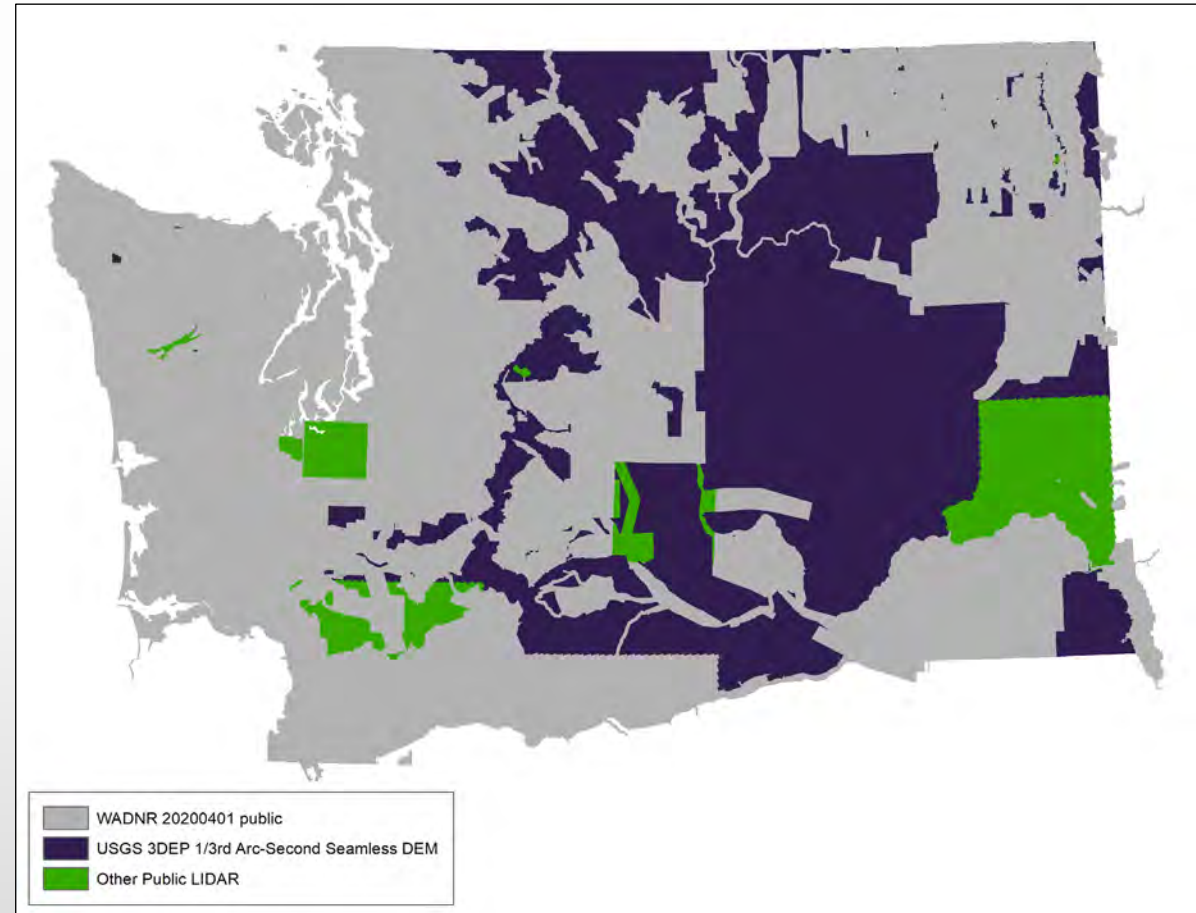 WADNR 20200401 public
USGS 3DEP 1/3rd Arc-Second Seamless DEM
Other Public LIDAR